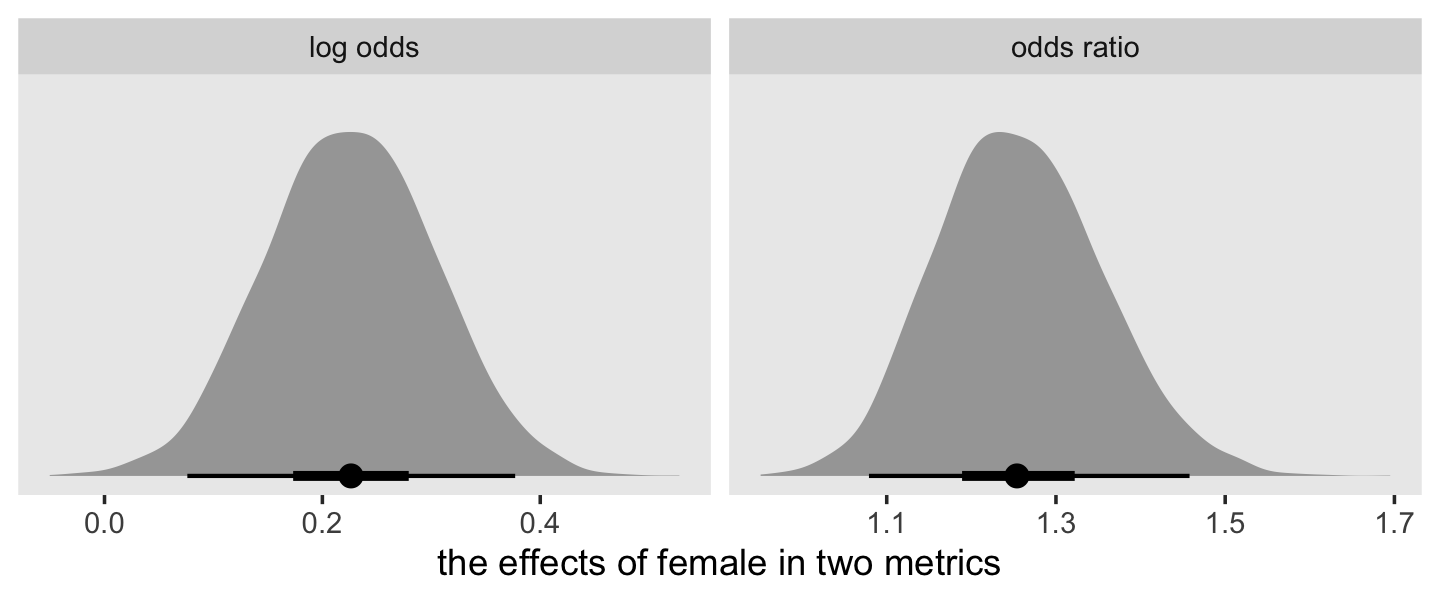 log odds
odds ratio
0.0 0.2 0.4
1.1 1.3 1.5 1.7
the effects of female in two metrics